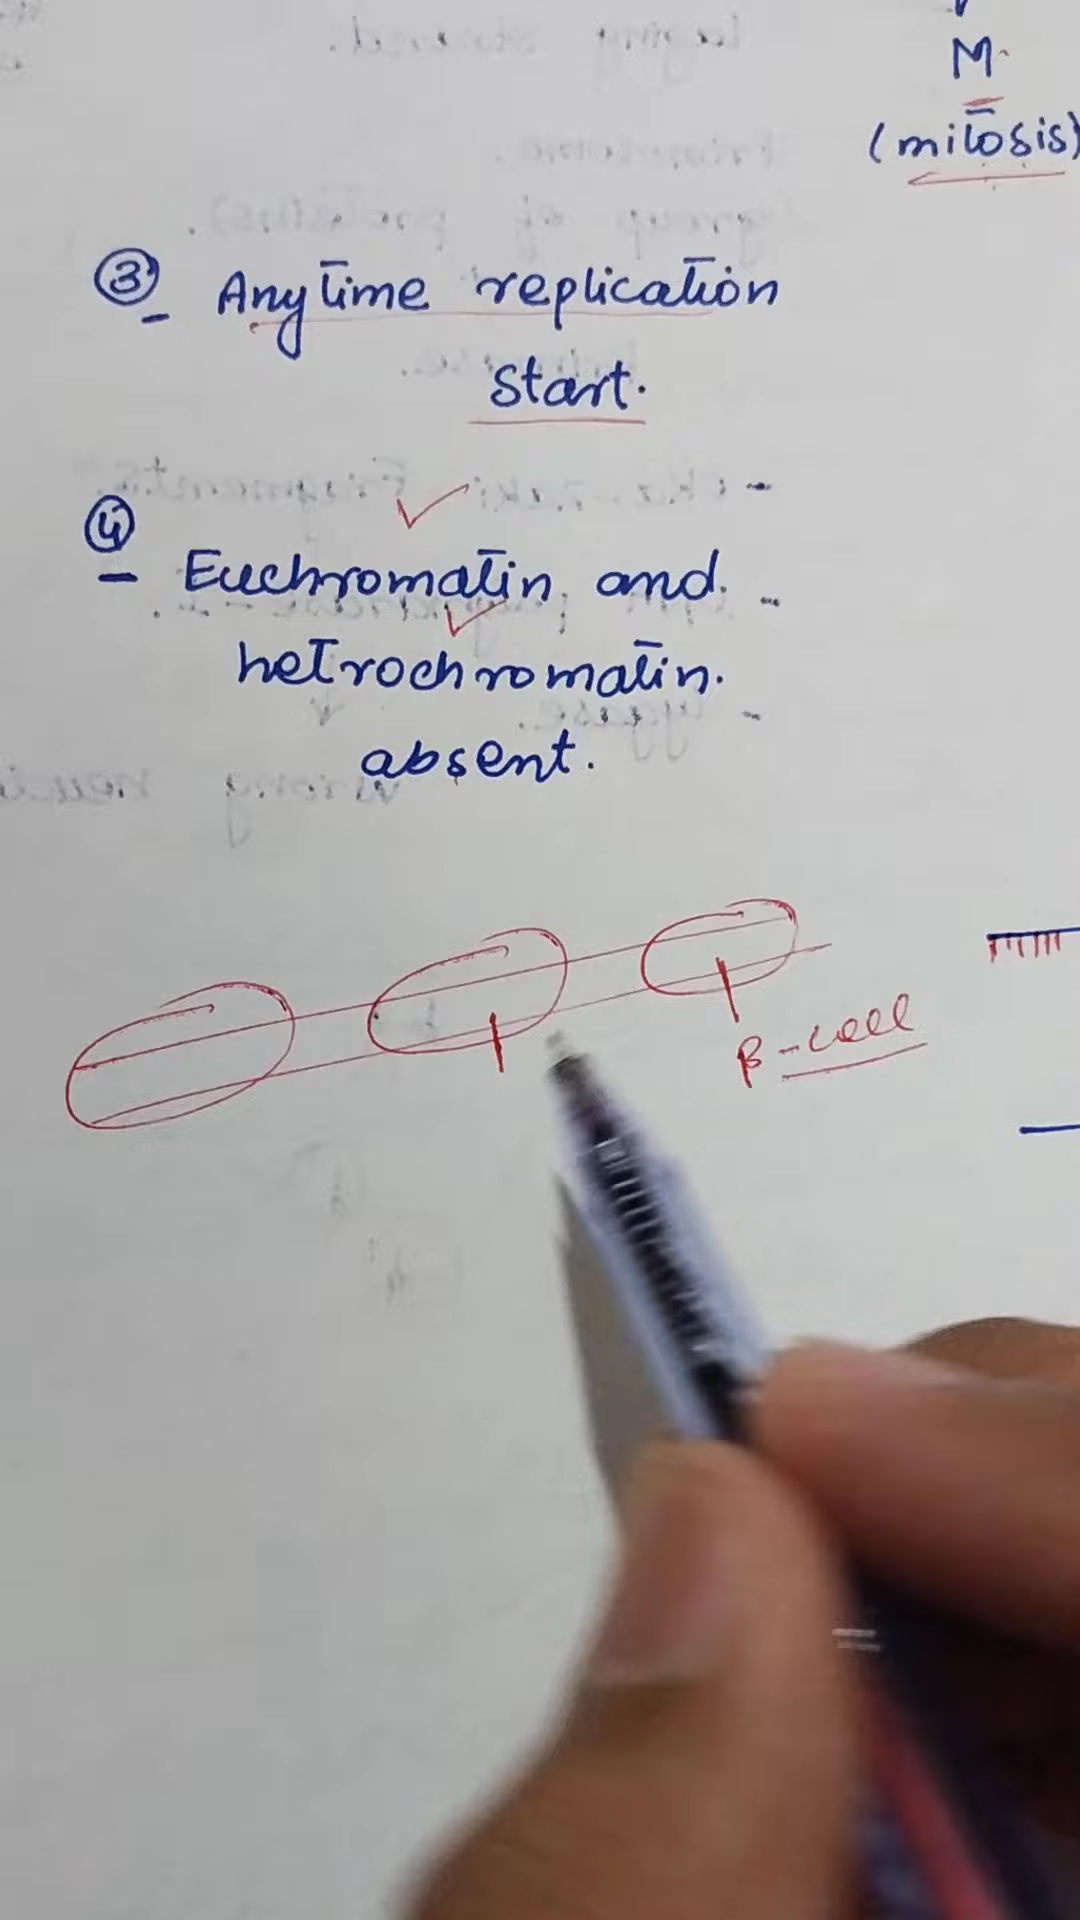 M.
(mitosis)
③ Anytime replication
start.
④ Euchromatin and
hetrochromatin.
absent.
β-cell